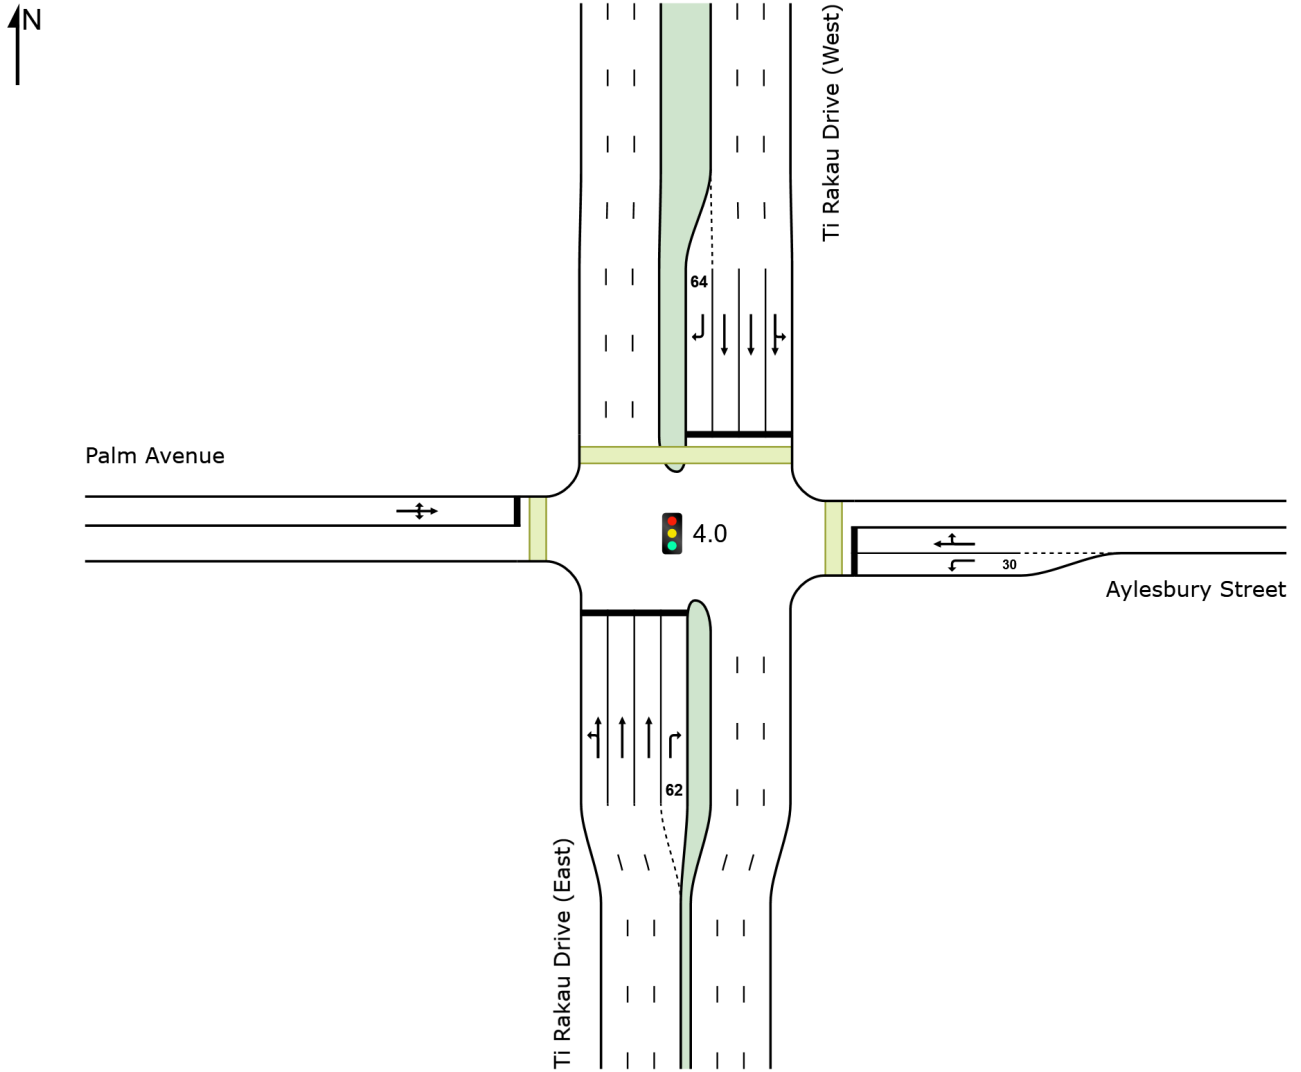 N
Ti Rakau Drive (West)
64
Palm Avenue
4.0
30
Aylesbury Street
62
Ti Rakau Drive (East)